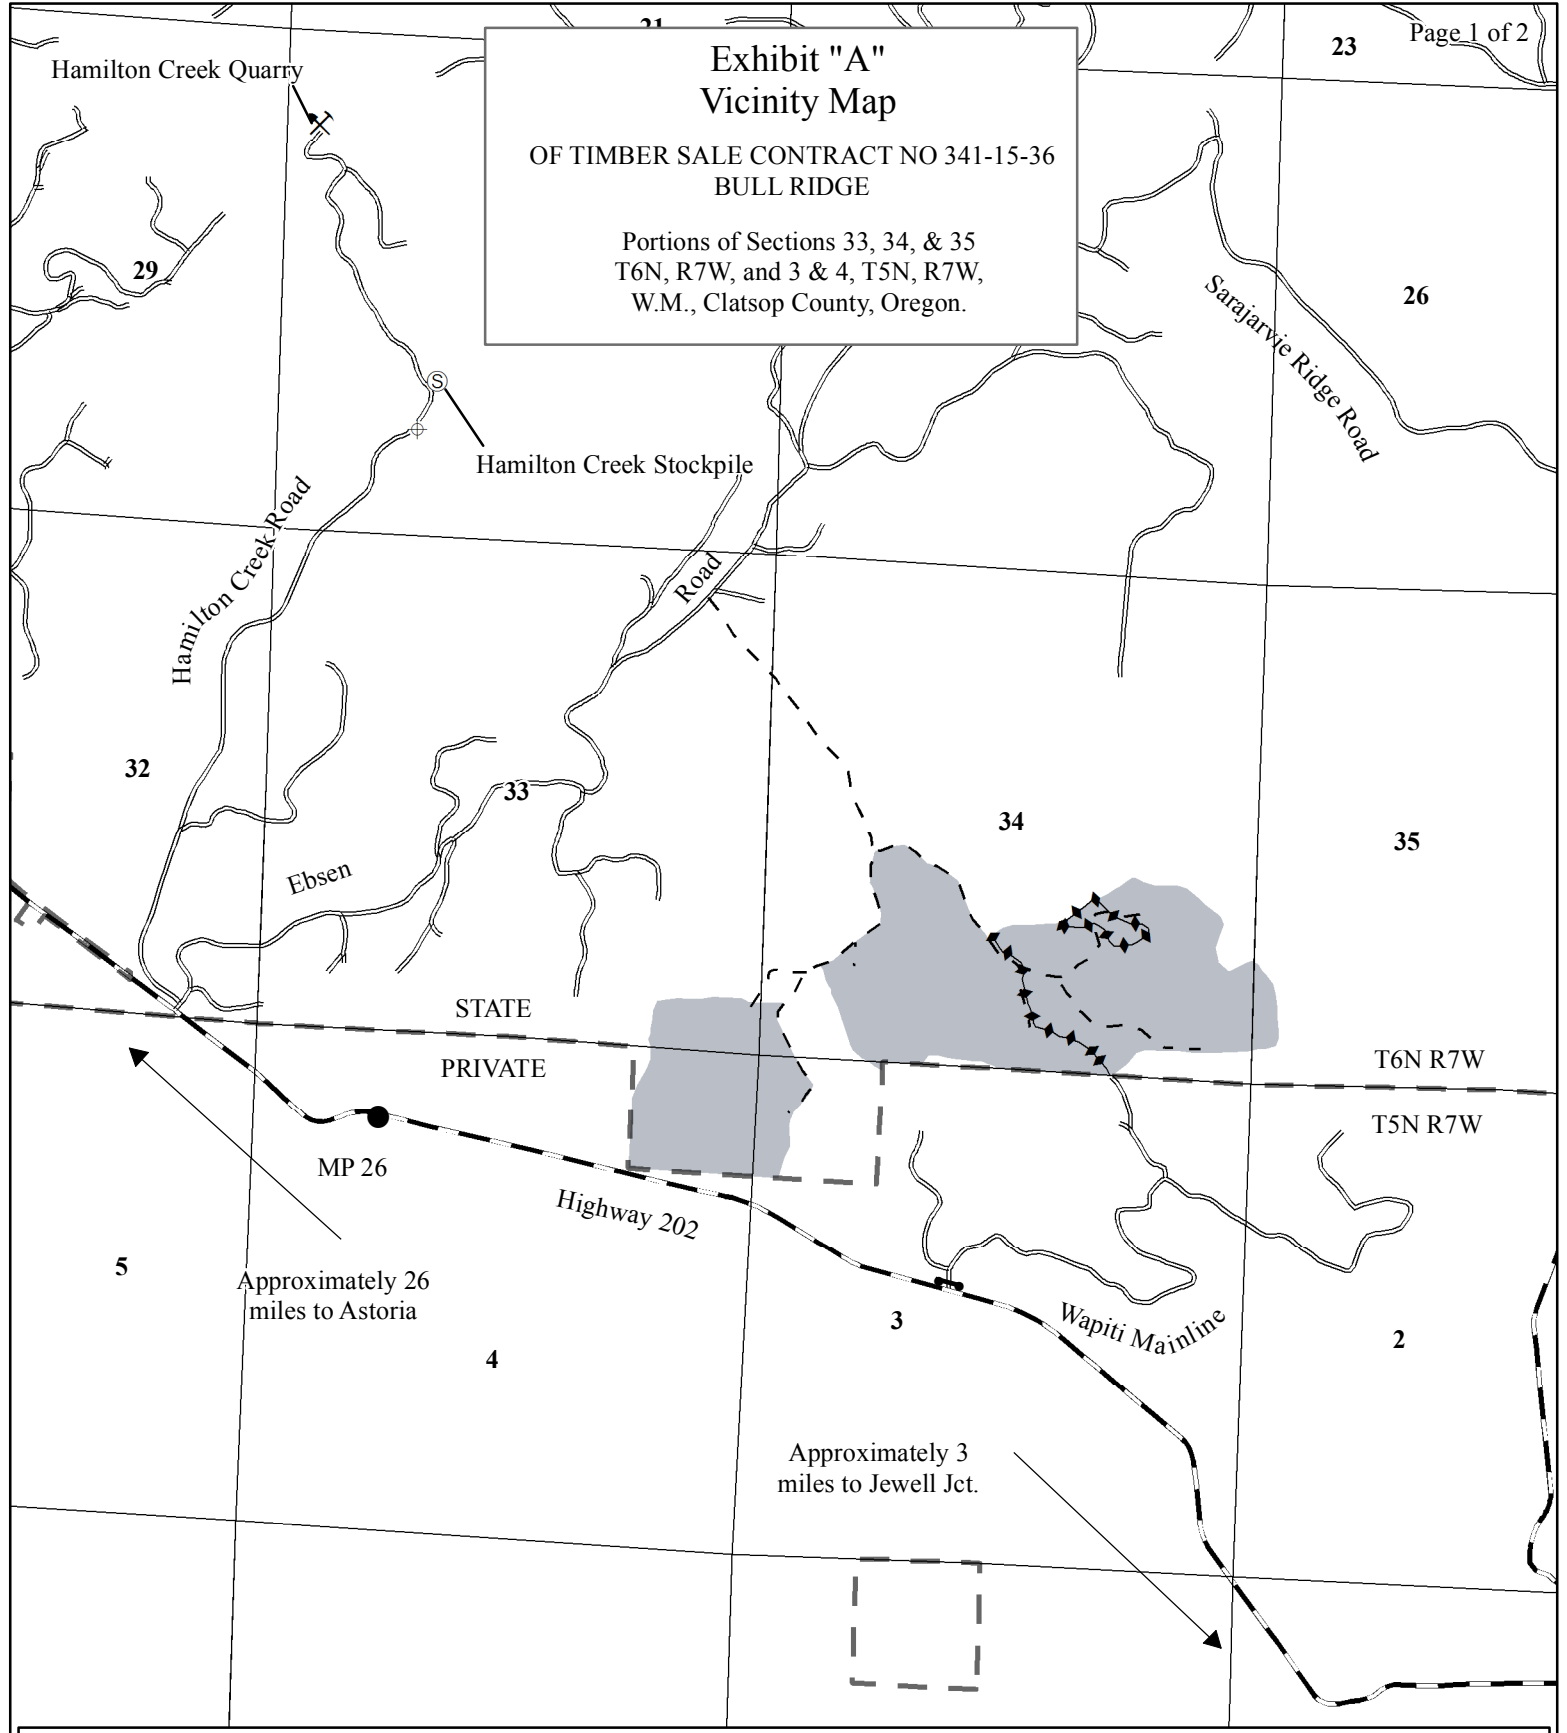 21
Exhibit "A"
Vicinity Map
OF TIMBER SALE CONTRACT NO 341-15-36
BULL RIDGE
Portions of Sections 33, 34, & 35
T6N, R7W, and 3 & 4, T5N, R7W,
W.M., Clatsop County, Oregon.
Page 1 of 2
23
Hamilton Creek Quarry
29
26
Sarajarvie Ridge Road
S
Hamilton Creek Stockpile
Hamilton Creek Road
Road
32
33
34
35
Ebsen
STATE
PRIVATE
T6N R7W
T5N R7W
MP 26
Highway 202
5
Approximately 26
miles to Astoria
4
3
Wapiti Mainline
2
Approximately 3
miles to Jewell Jct.